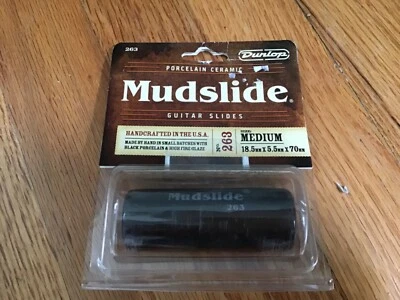 263
Dunlop
PORCELAIN CERAMIC
Mudslide
GUITAR SLIDES
HANDCRAFTED IN THE U.S.A.
MADE BY HAND IN SMALL BATCHES WITH
BLACK PORCELAIN & HIGH FIRE GLAZE
No. 263
MEDIUM
18.5mm x 5.5mm x 70mm
Mudslide
263